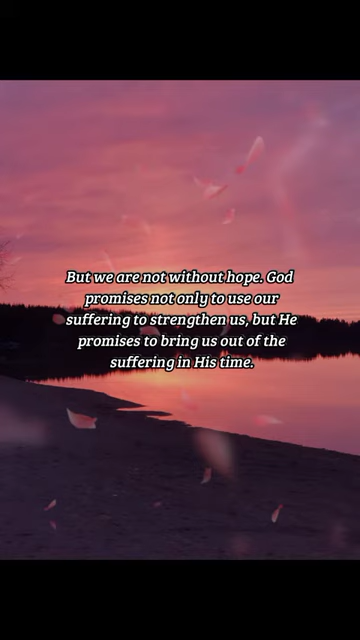 But we are not without hope. God
promises not only to use our
suffering to strengthen us, but He
promises to bring us out of the
suffering in His time.